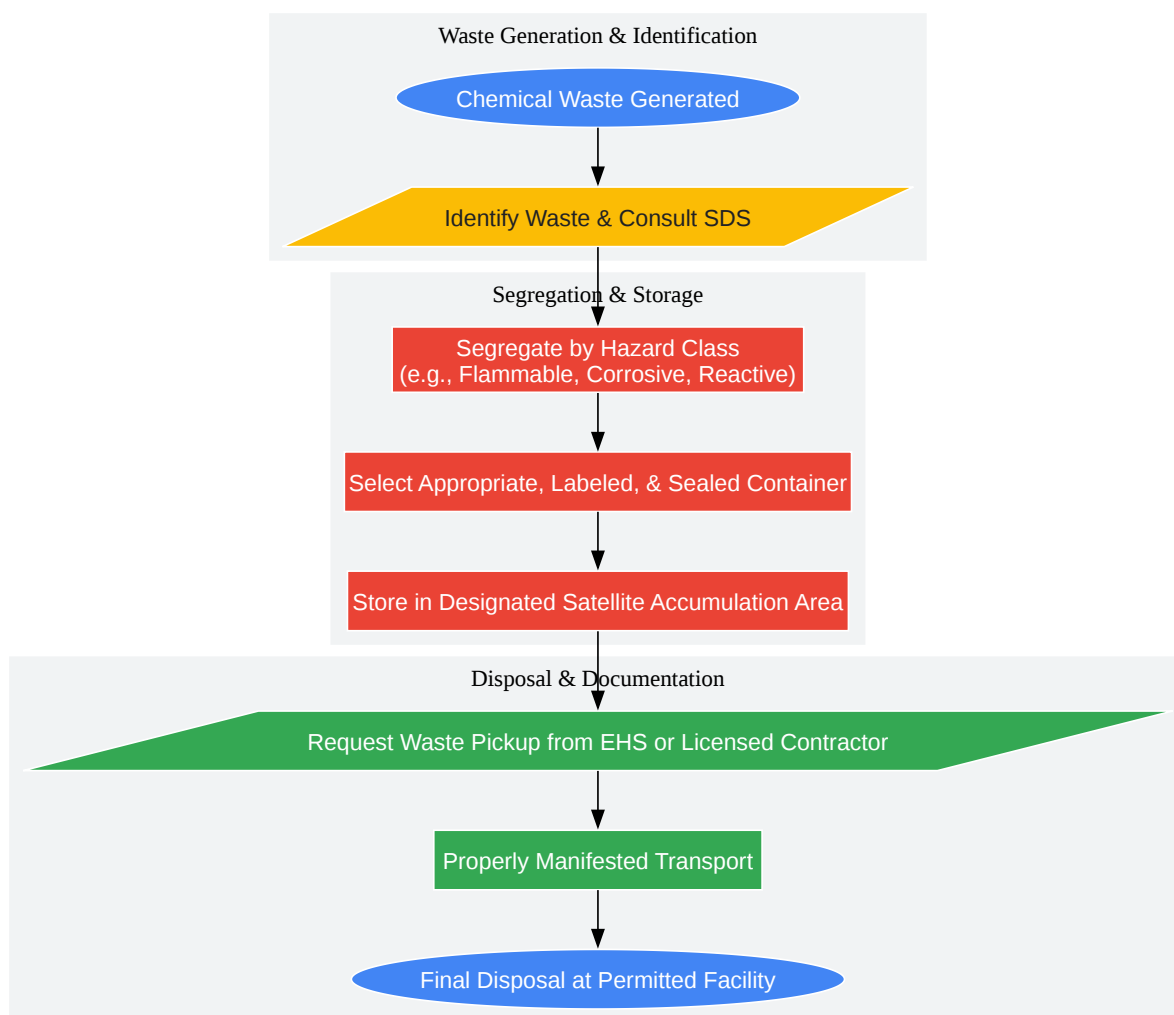 Waste Generation & Identification
Chemical Waste Generated
Identify Waste & Consult SDS
Segregation & Storage
Segregate by Hazard Class
(e.g., Flammable, Corrosive, Reactive)
Select Appropriate, Labeled, & Sealed Container
Store in Designated Satellite Accumulation Area
Disposal & Documentation
Request Waste Pickup from EHS or Licensed Contractor
Properly Manifested Transport
Final Disposal at Permitted Facility